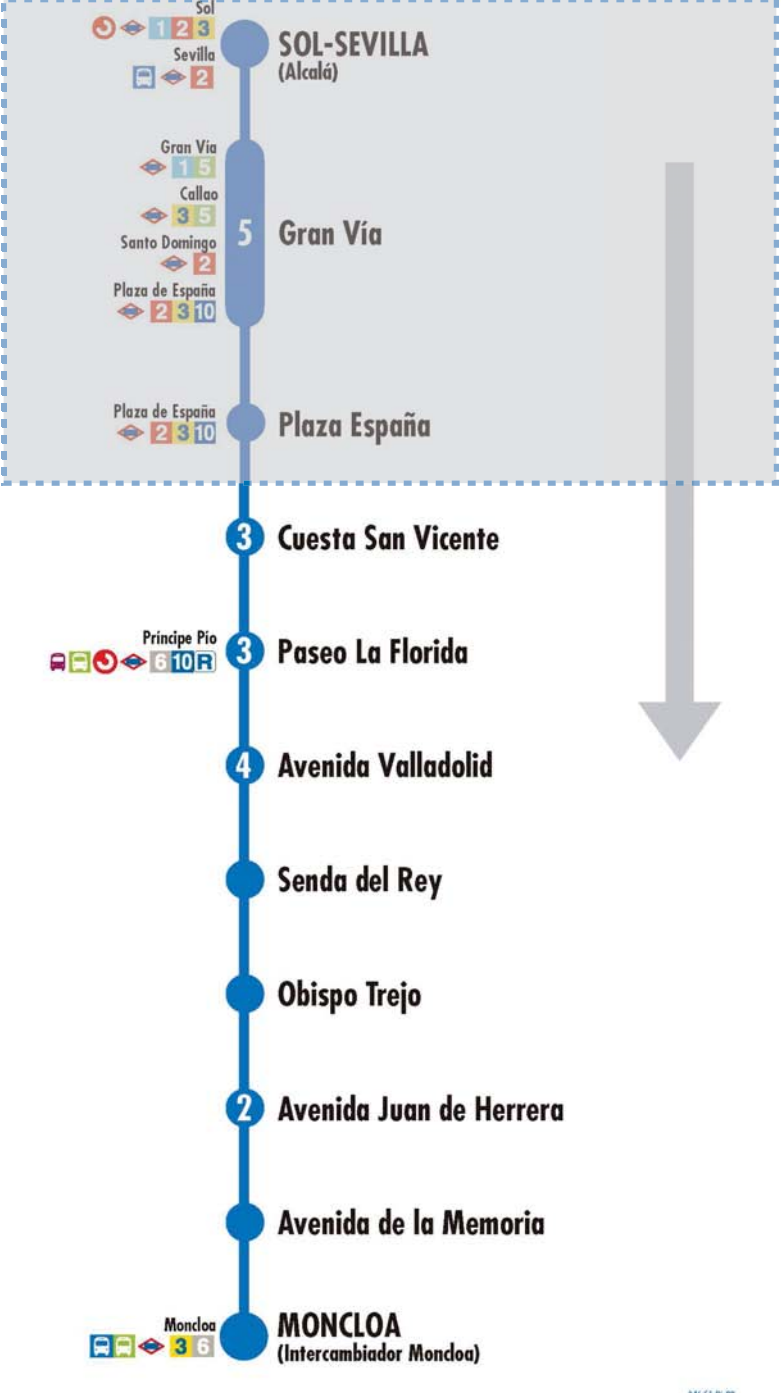 Sol
1 2 3
SOL-SEVILLA
(Alcalá)
Sevilla
2
Gran Vía
1 5
Callao
3 5
Santo Domingo
2
Plaza de España
2 3 10
5
Gran Vía
Plaza de España
2 3 10
Plaza España
3
Cuesta San Vicente
Príncipe Pío
6 10 R
3
Paseo La Florida
4
Avenida Valladolid
Senda del Rey
Obispo Trejo
2
Avenida Juan de Herrera
Avenida de la Memoria
Moncloa
3 6
MONCLOA
(Intercambiador Moncloa)